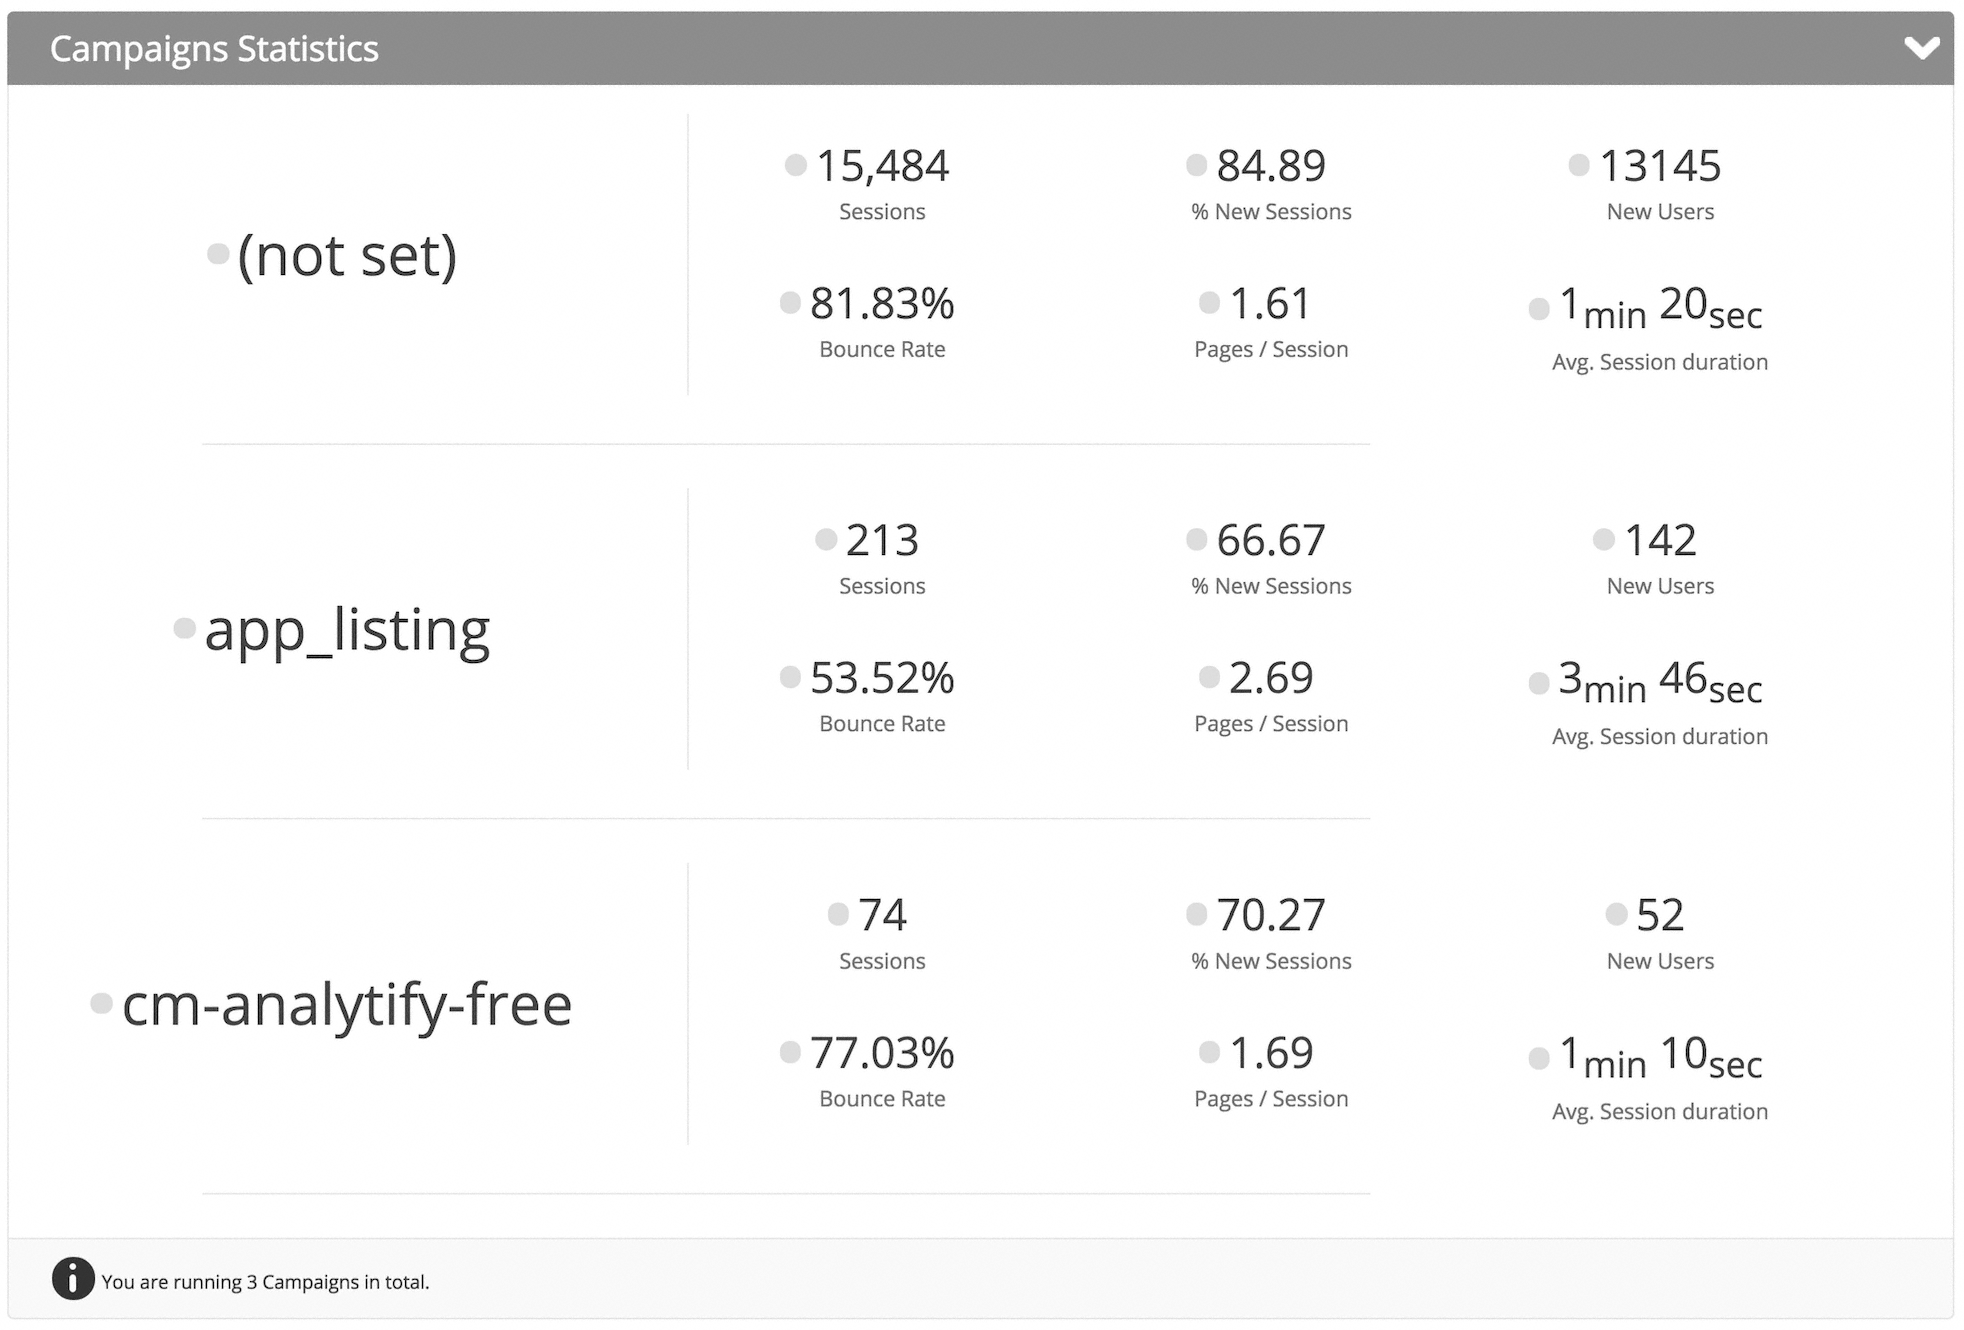 Campaigns Statistics
(not set)
15,484
Sessions
84.89
% New Sessions
13145
New Users
81.83%
Bounce Rate
1.61
Pages / Session
1min 20sec
Avg. Session duration
app_listing
213
Sessions
66.67
% New Sessions
142
New Users
53.52%
Bounce Rate
2.69
Pages / Session
3min 46sec
Avg. Session duration
cm-analytify-free
74
Sessions
70.27
% New Sessions
52
New Users
77.03%
Bounce Rate
1.69
Pages / Session
1min 10sec
Avg. Session duration
You are running 3 Campaigns in total.